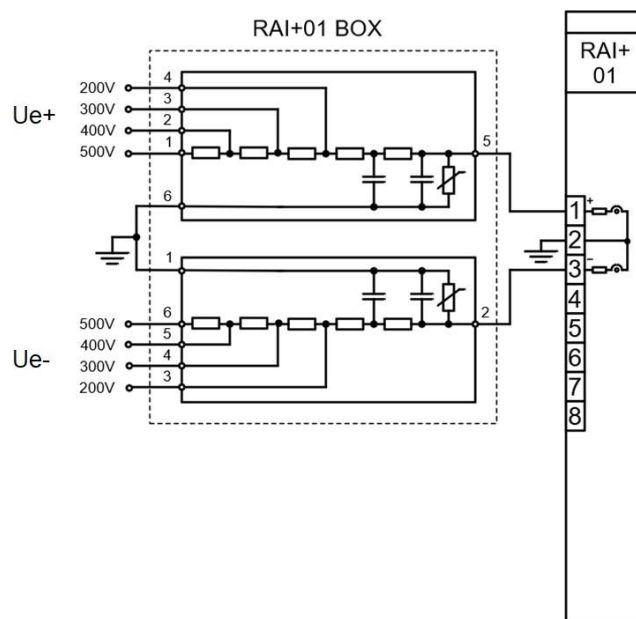 RAI+01 BOX
RAI+
01
Ue+
200V 4
300V 3
400V 2
500V 1
5
6
1 +
2
3 −
4
5
6
7
8
1
Ue-
500V 6
400V 5
300V 4
200V 3
2